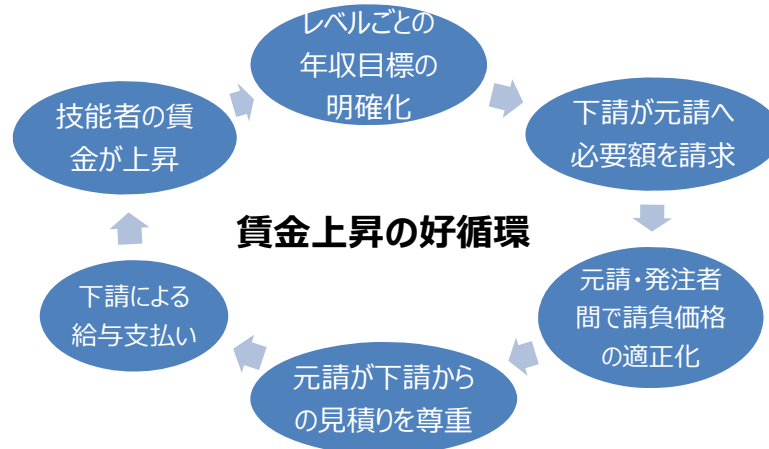 レベルごとの
年収目標の
明確化
下請が元請へ
必要額を請求
元請・発注者
間で請負価格
の適正化
元請が下請から
の見積りを尊重
下請による
給与支払い
技能者の賃
金が上昇
賃金上昇の好循環